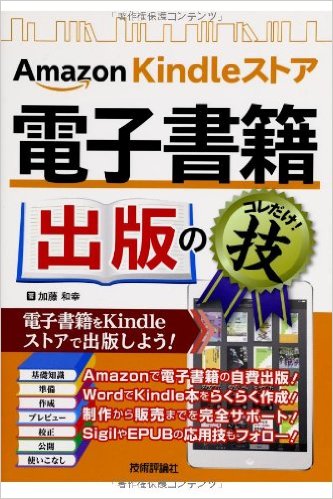 「著作権保護コンテンツ」
Amazon Kindleストア
電子書籍
出版の
コレだけ!
技
著 加藤 和幸
電子書籍をKindle
ストアで出版しよう!
基礎知識
準備
作成
プレビュー
校正
公開
使いこなし
Amazonで電子書籍の自費出版!
WordでKindle本をらくらく作成!
制作から販売までを完全サポート!
SigilやEPUBの応用技もフォロー!
技術評論社
「著作権保護コンテンツ」